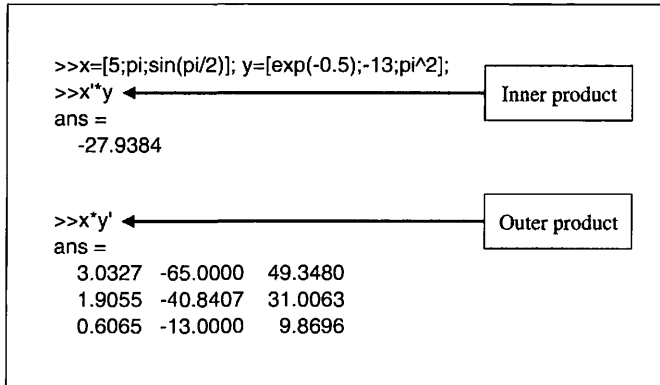 >>x=[5;pi;sin(pi/2)]; y=[exp(-0.5);-13;pi^2];
>>x'*y
Inner product
ans =
-27.9384
>>x*y'
Outer product
ans =
3.0327 -65.0000 49.3480
1.9055 -40.8407 31.0063
0.6065 -13.0000 9.8696